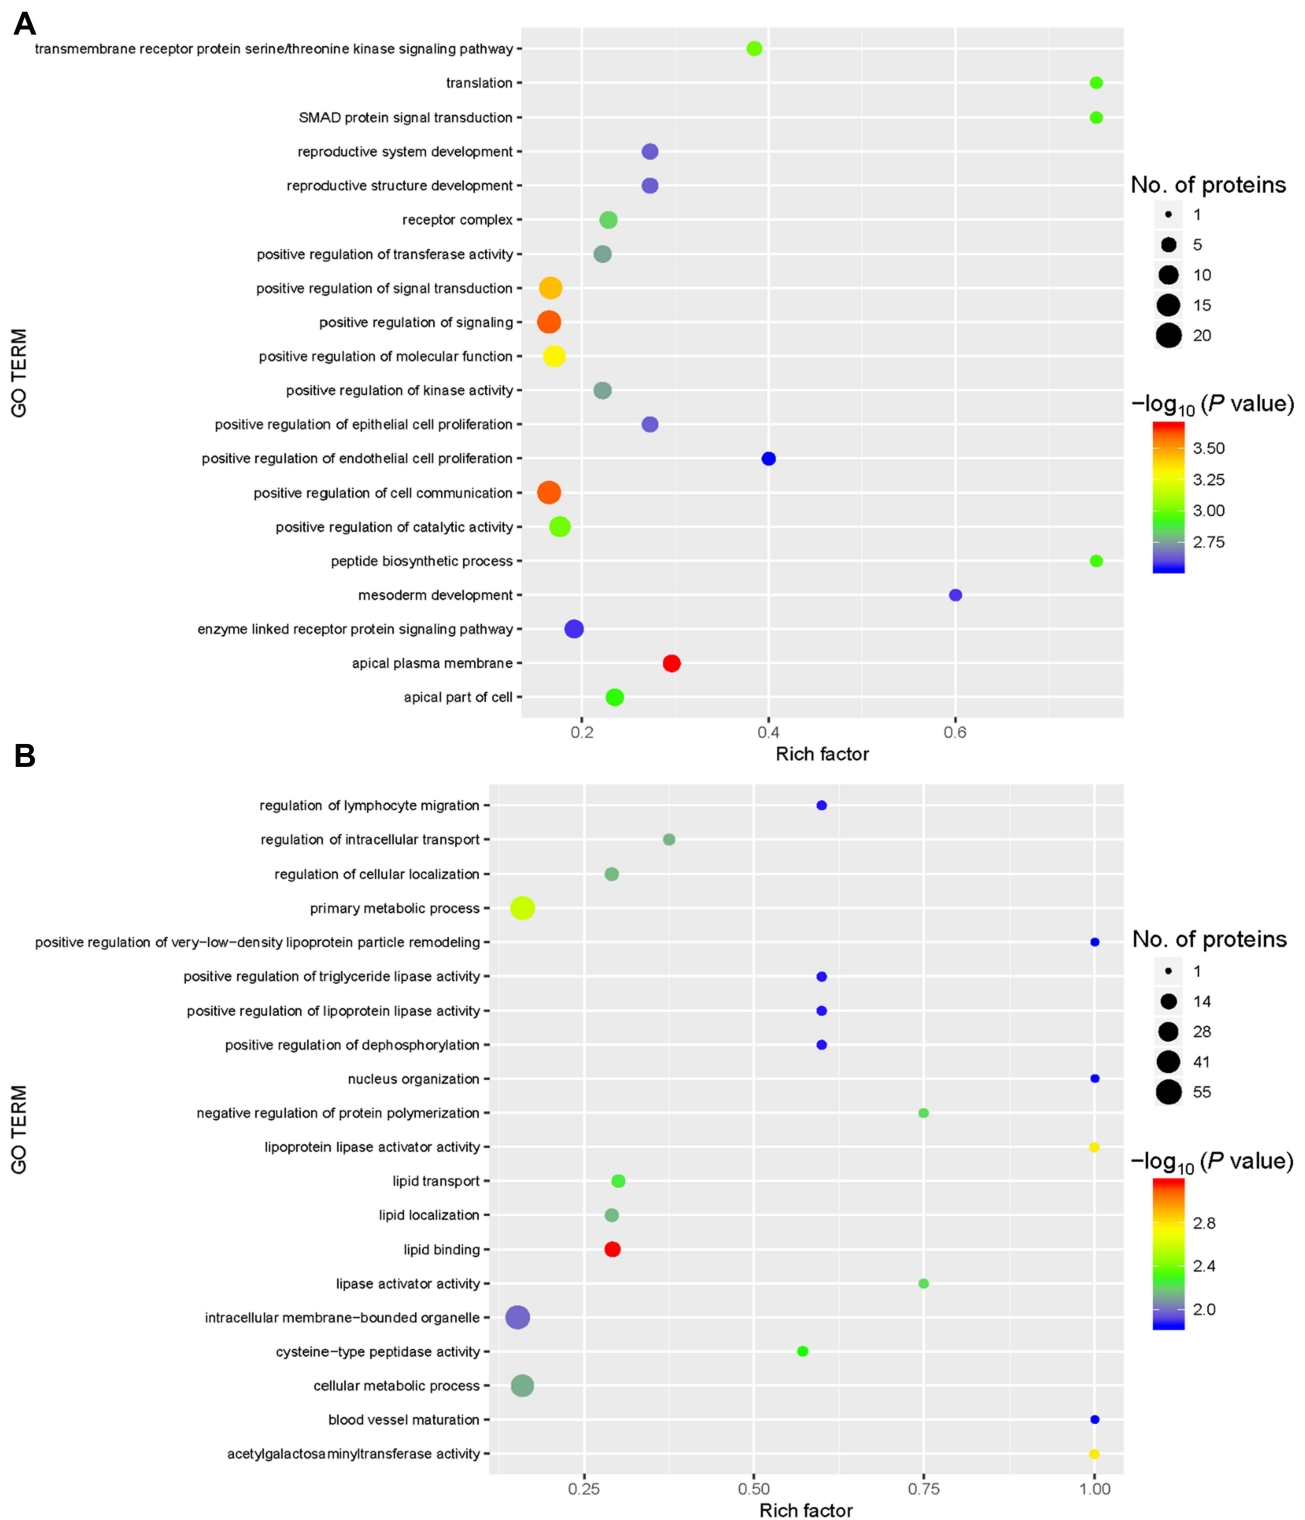 A
transmembrane receptor protein serine/threonine kinase signaling pathway
translation
SMAD protein signal transduction
reproductive system development
reproductive structure development
receptor complex
positive regulation of transferase activity
positive regulation of signal transduction
positive regulation of signaling
positive regulation of molecular function
positive regulation of kinase activity
positive regulation of epithelial cell proliferation
positive regulation of endothelial cell proliferation
positive regulation of cell communication
positive regulation of catalytic activity
peptide biosynthetic process
mesoderm development
enzyme linked receptor protein signaling pathway
apical plasma membrane
apical part of cell
GO TERM
0.2 0.4 0.6
Rich factor
No. of proteins
1
5
10
15
20
−log10 (P value)
3.50
3.25
3.00
2.75
B
regulation of lymphocyte migration
regulation of intracellular transport
regulation of cellular localization
primary metabolic process
positive regulation of very−low−density lipoprotein particle remodeling
positive regulation of triglyceride lipase activity
positive regulation of lipoprotein lipase activity
positive regulation of dephosphorylation
nucleus organization
negative regulation of protein polymerization
lipoprotein lipase activator activity
lipid transport
lipid localization
lipid binding
lipase activator activity
intracellular membrane−bounded organelle
cysteine−type peptidase activity
cellular metabolic process
blood vessel maturation
acetylgalactosaminyltransferase activity
GO TERM
0.25 0.50 0.75 1.00
Rich factor
No. of proteins
1
14
28
41
55
−log10 (P value)
2.8
2.4
2.0